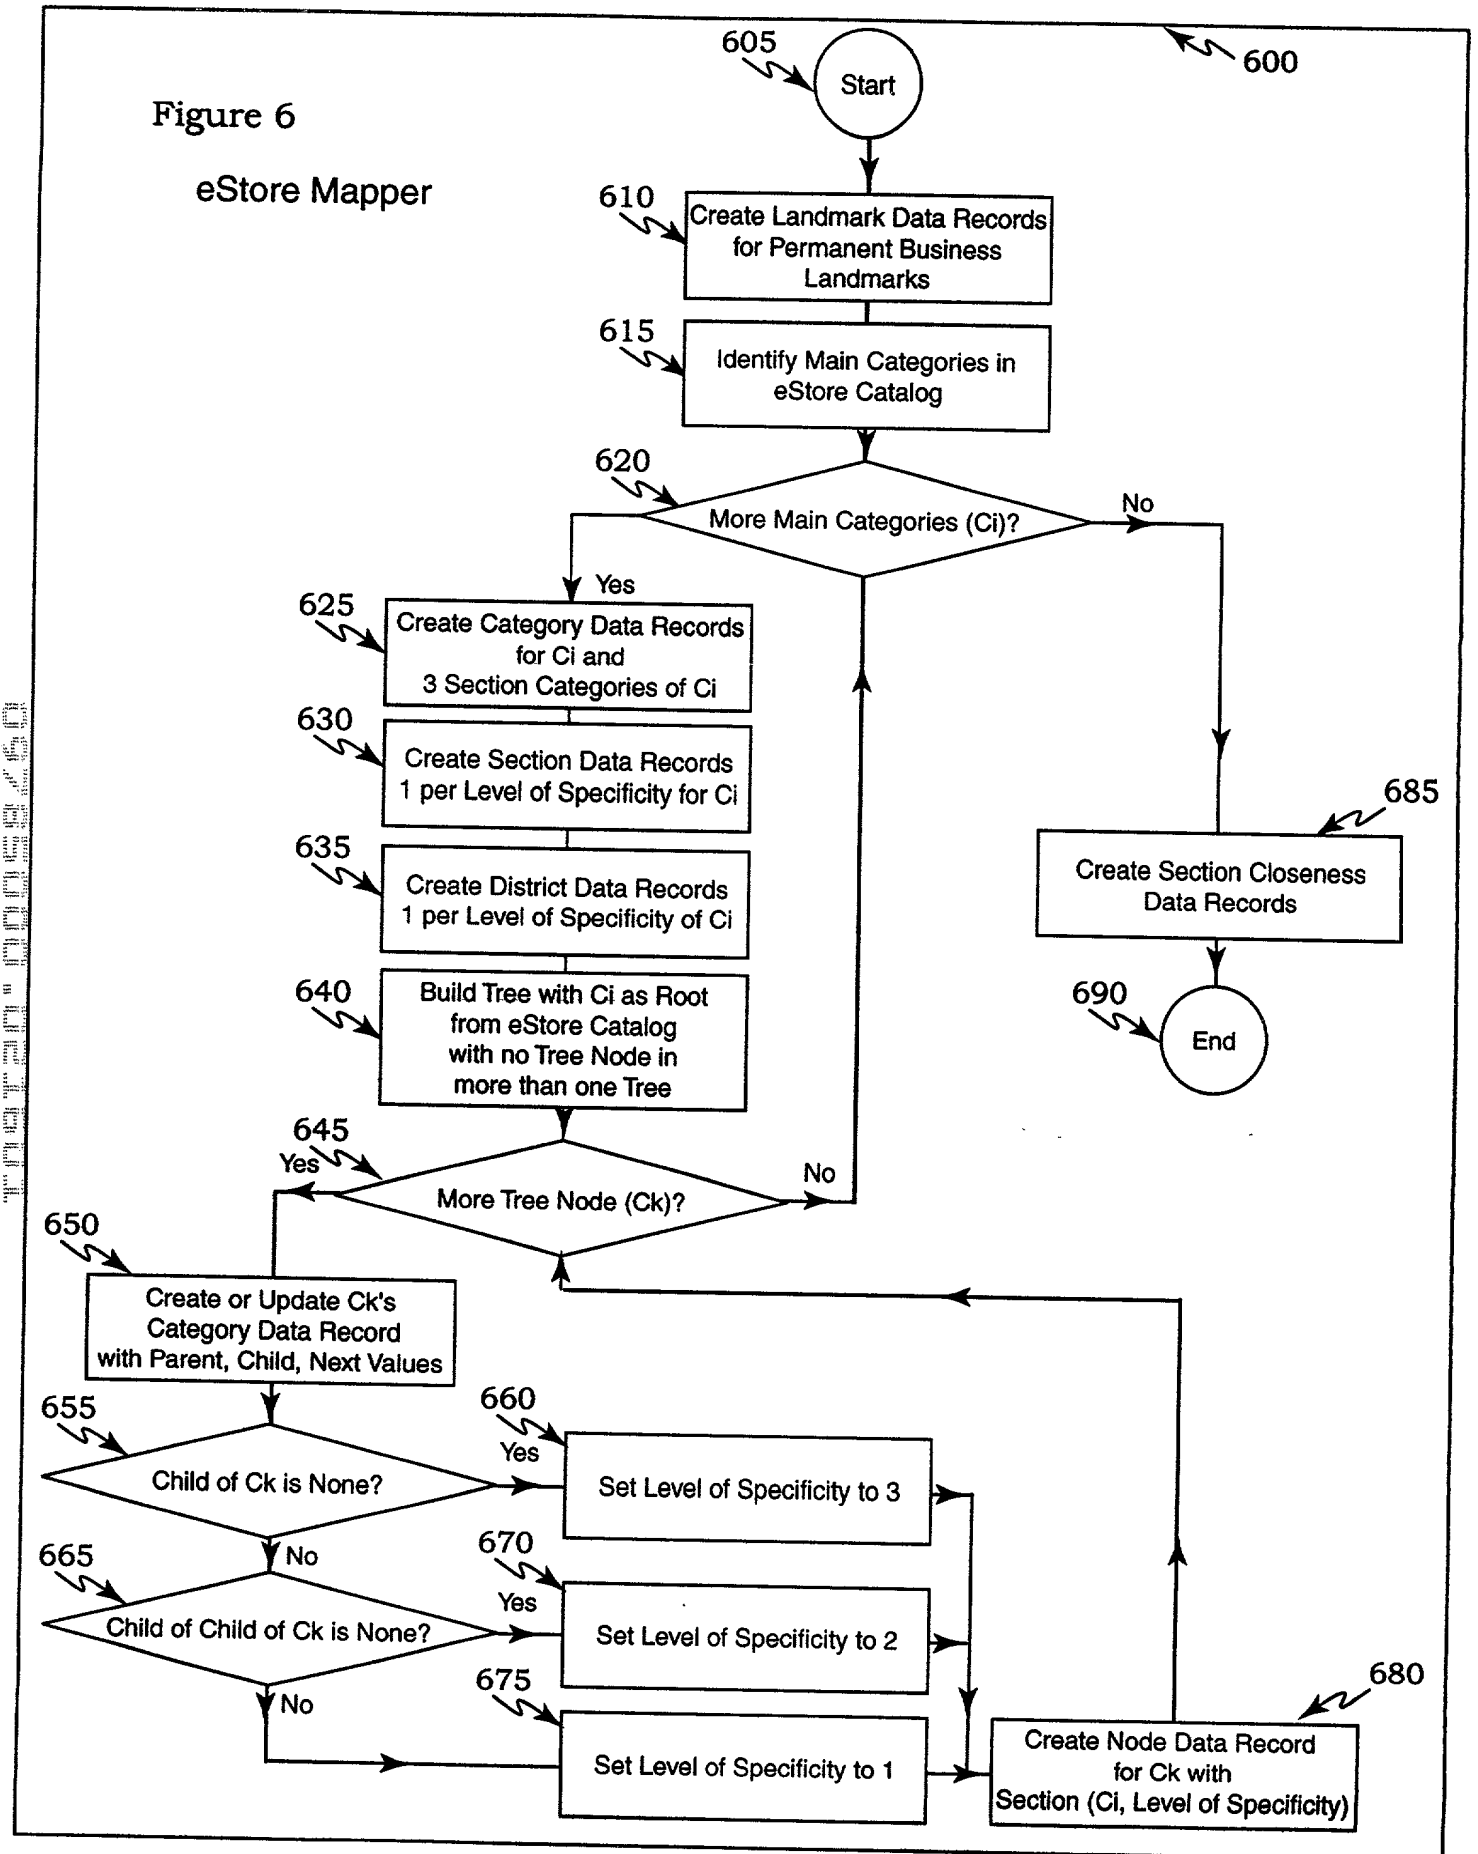 605
600
Start
Figure 6
eStore Mapper
610
Create Landmark Data Records
for Permanent Business
Landmarks
615
Identify Main Categories in
eStore Catalog
620
More Main Categories (Ci)?
No
Yes
625
Create Category Data Records
for Ci and
3 Section Categories of Ci
630
Create Section Data Records
1 per Level of Specificity for Ci
635
Create District Data Records
1 per Level of Specificity of Ci
685
Create Section Closeness
Data Records
640
Build Tree with Ci as Root
from eStore Catalog
with no Tree Node in
more than one Tree
690
End
645
Yes
More Tree Node (Ck)?
No
650
Create or Update Ck's
Category Data Record
with Parent, Child, Next Values
655
Child of Ck is None?
Yes
660
Set Level of Specificity to 3
No
665
Child of Child of Ck is None?
Yes
670
Set Level of Specificity to 2
No
675
Set Level of Specificity to 1
680
Create Node Data Record
for Ck with
Section (Ci, Level of Specificity)